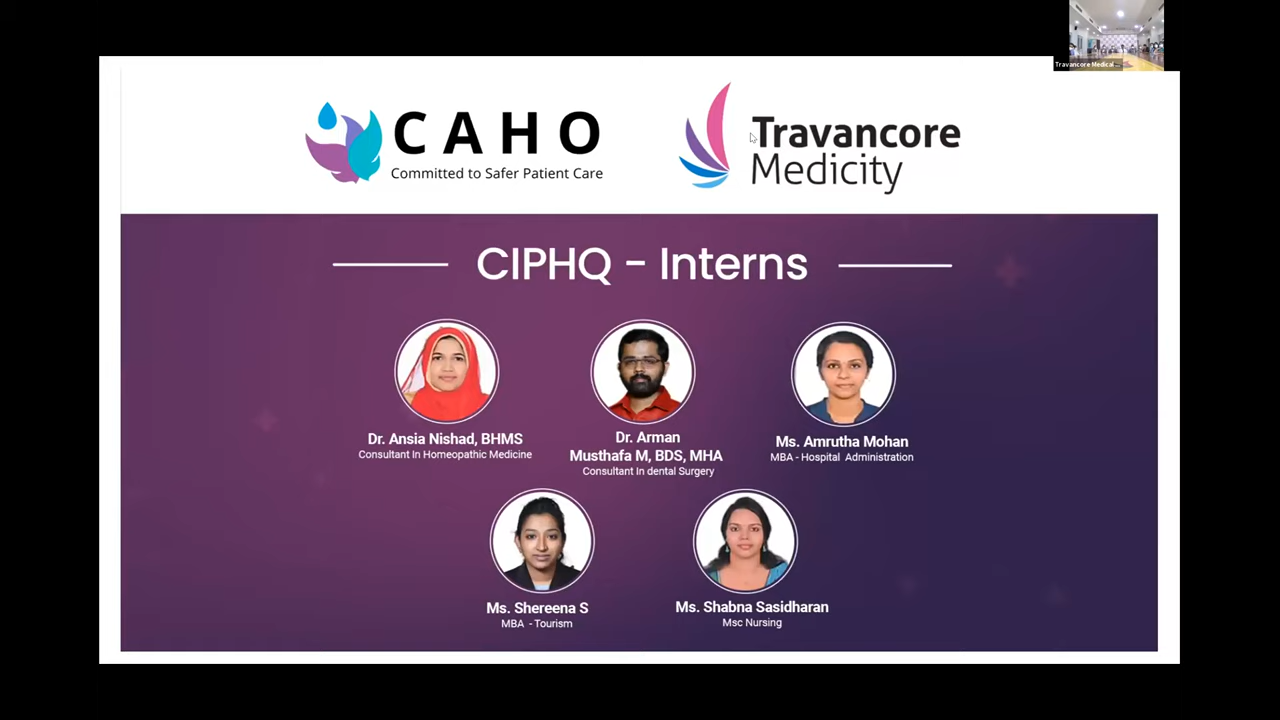 Travancore Medical
CAHO
Committed to Safer Patient Care
Travancore
Medicity
CIPHQ - Interns
Dr. Ansia Nishad, BHMS
Consultant In Homeopathic Medicine
Dr. Arman
Musthafa M, BDS, MHA
Consultant In dental Surgery
Ms. Amrutha Mohan
MBA - Hospital Administration
Ms. Shereena S
MBA - Tourism
Ms. Shabna Sasidharan
Msc Nursing